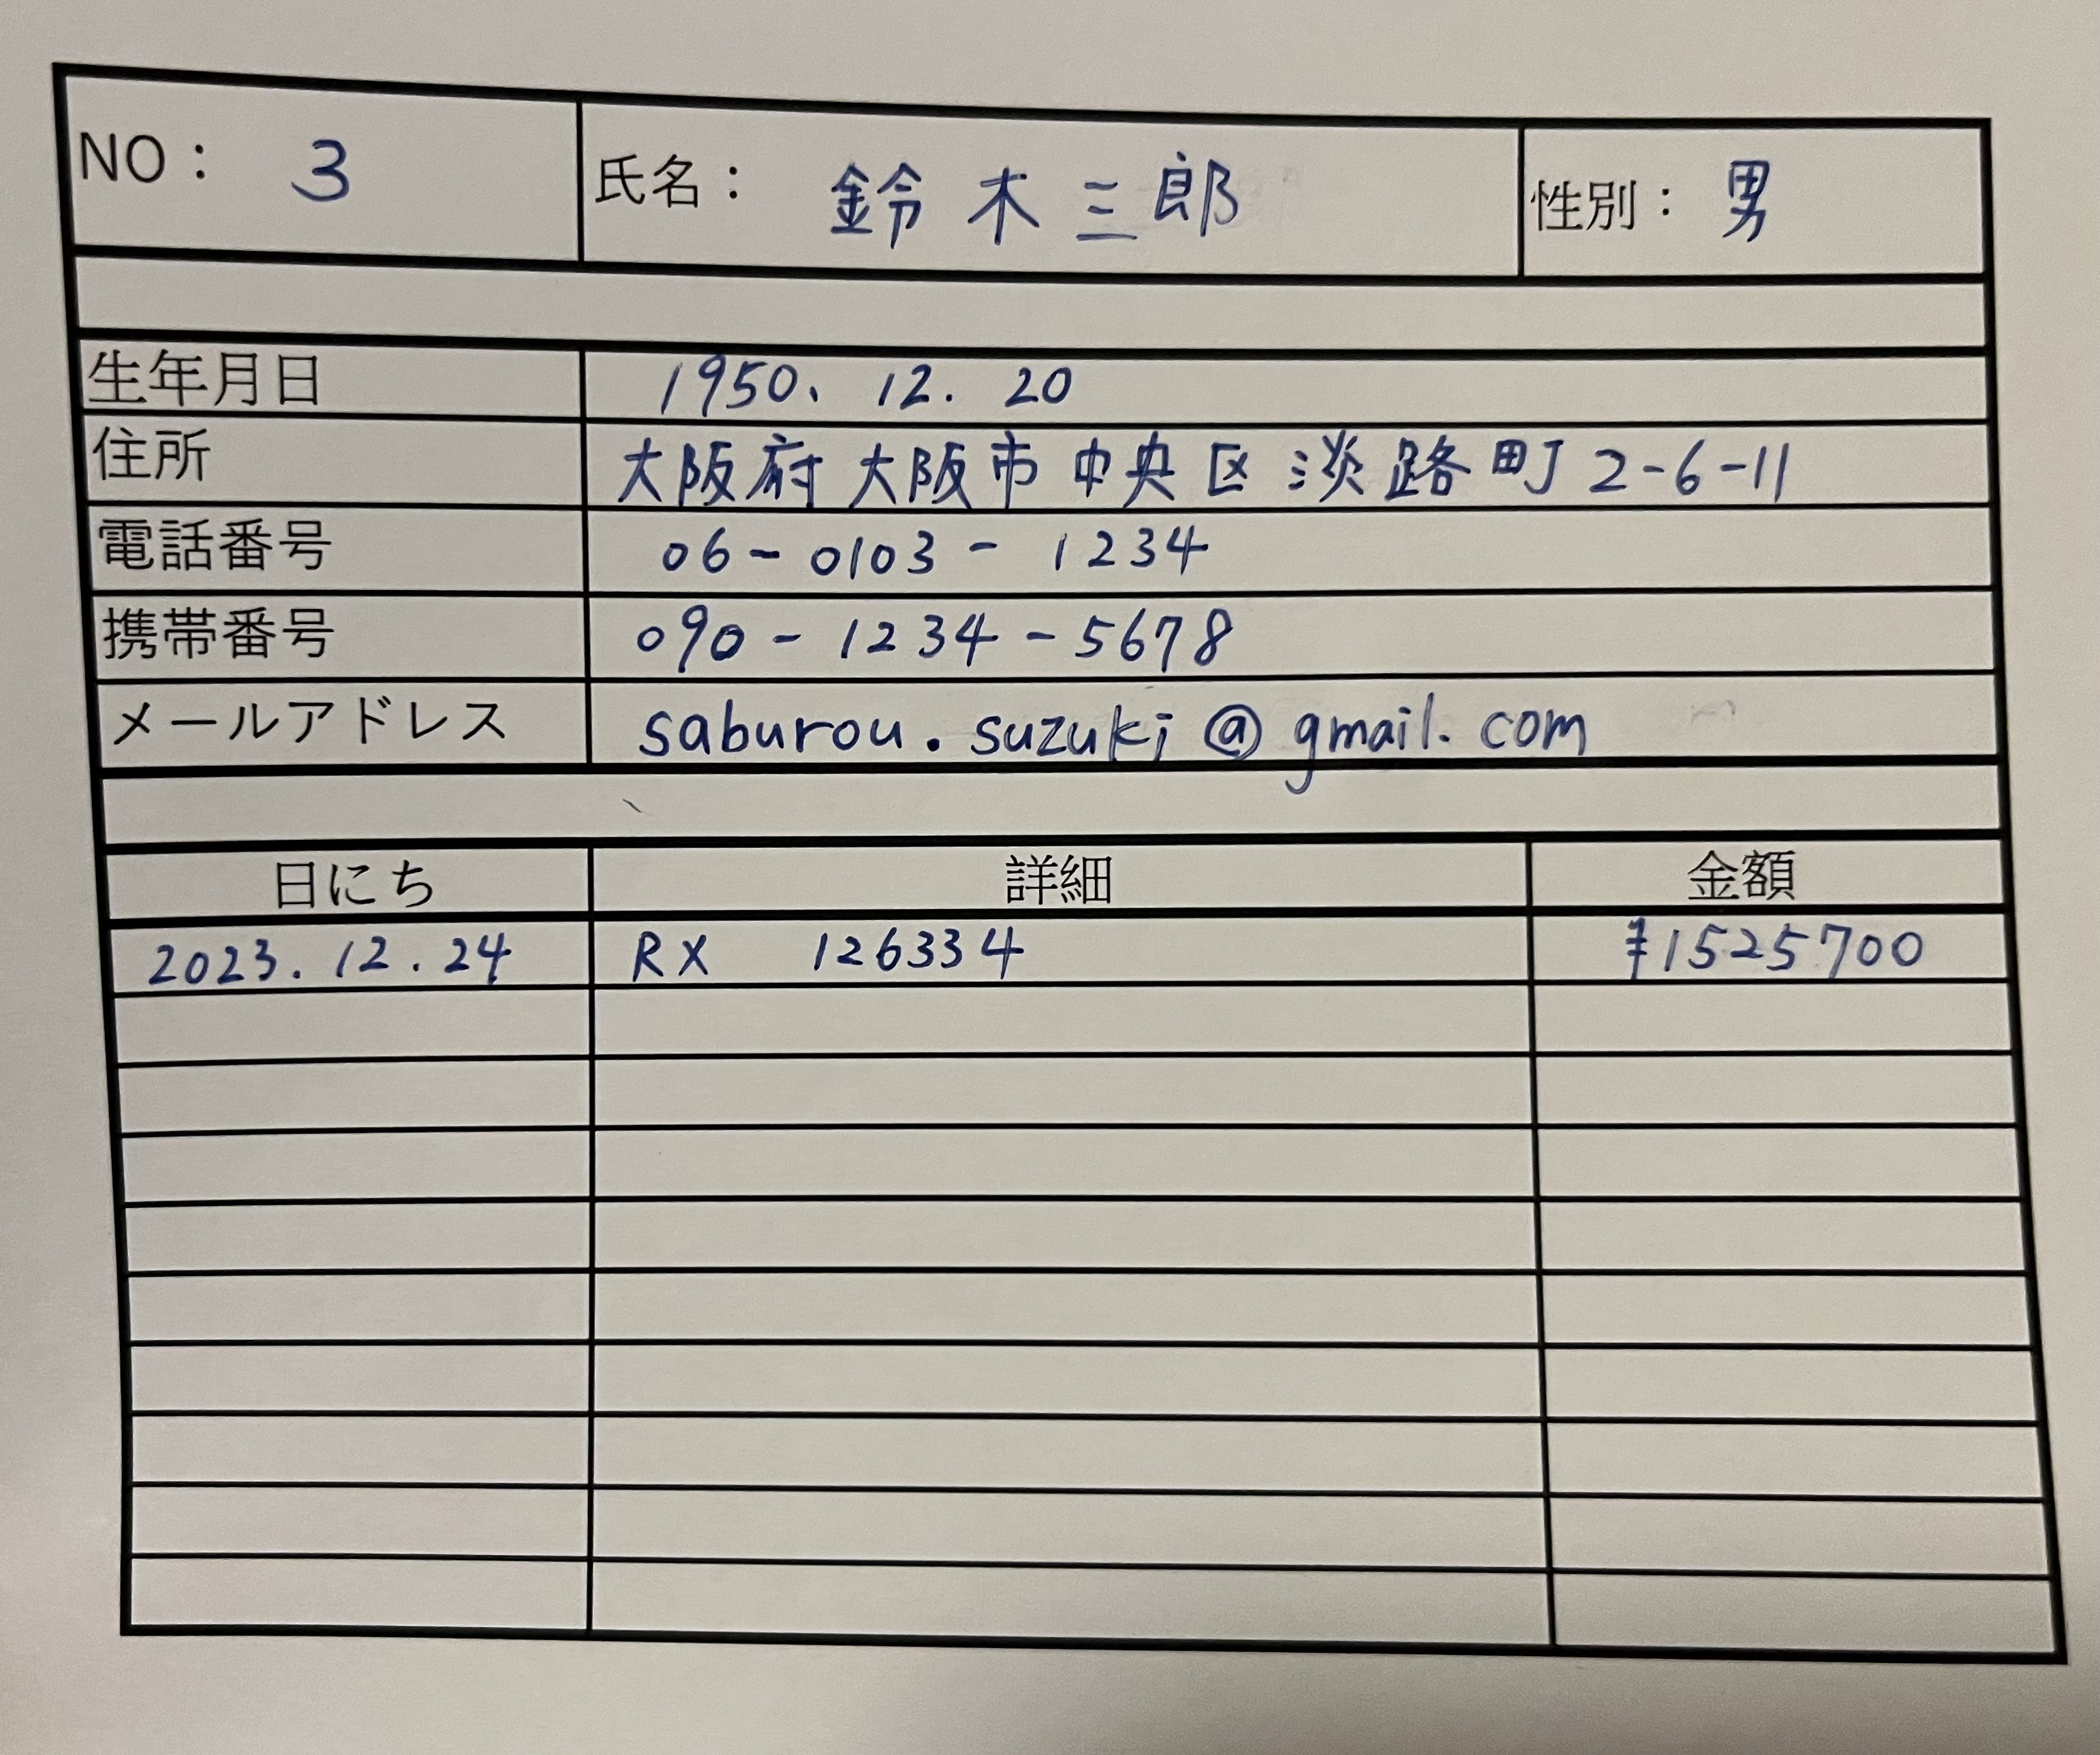 NO： 3 氏名： 鈴木三郎 性別： 男
生年月日 1950. 12. 20
住所 大阪府大阪市中央区淡路町2-6-11
電話番号 06-0103-1234
携帯番号 090-1234-5678
メールアドレス saburou.suzuki@gmail.com
日にち 詳細 金額
2023.12.24 RX 126334 ¥1525700